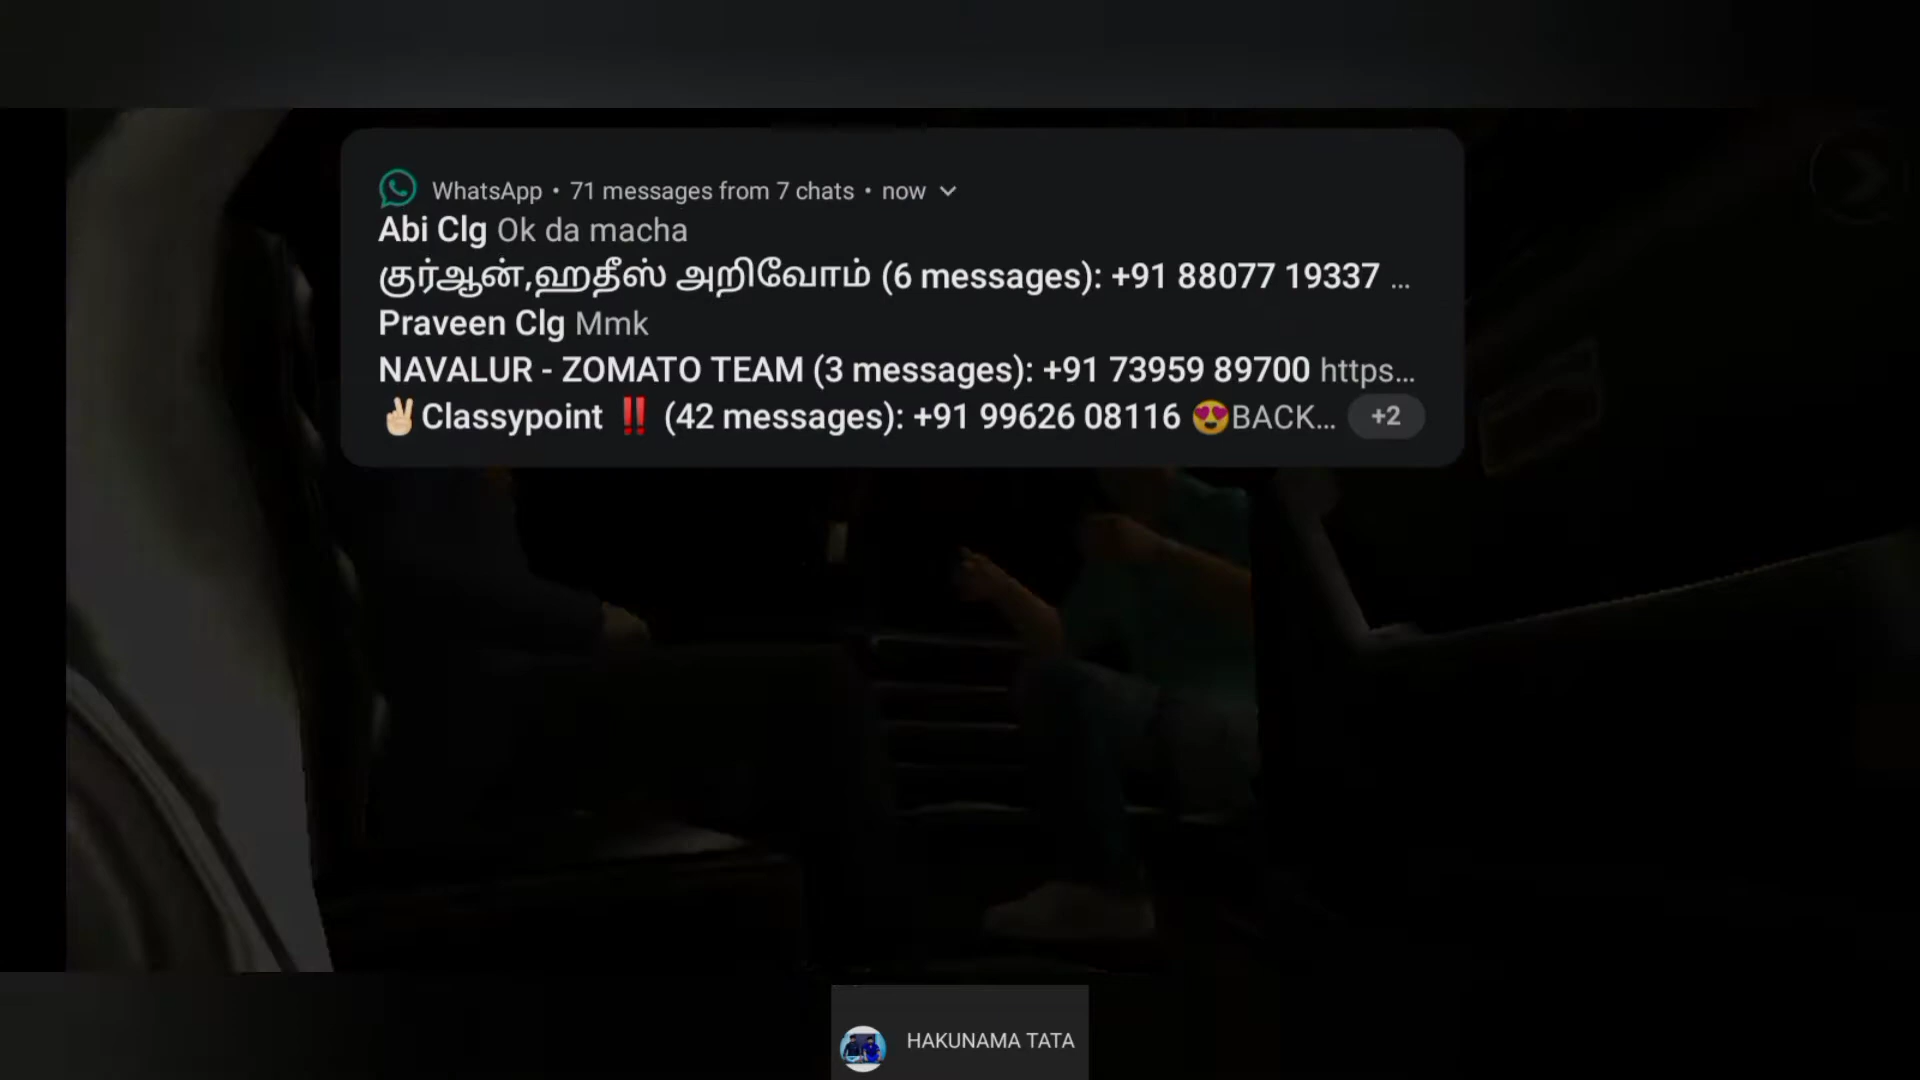 WhatsApp • 71 messages from 7 chats • now
Abi Clg Ok da macha
குர்ஆன்,ஹதீஸ் அறிவோம் (6 messages): +91 88077 19337 ...
Praveen Clg Mmk
NAVALUR - ZOMATO TEAM (3 messages): +91 73959 89700 https...
✌🏻Classypoint ‼️ (42 messages): +91 99626 08116 😍BACK... +2
HAKUNAMA TATA